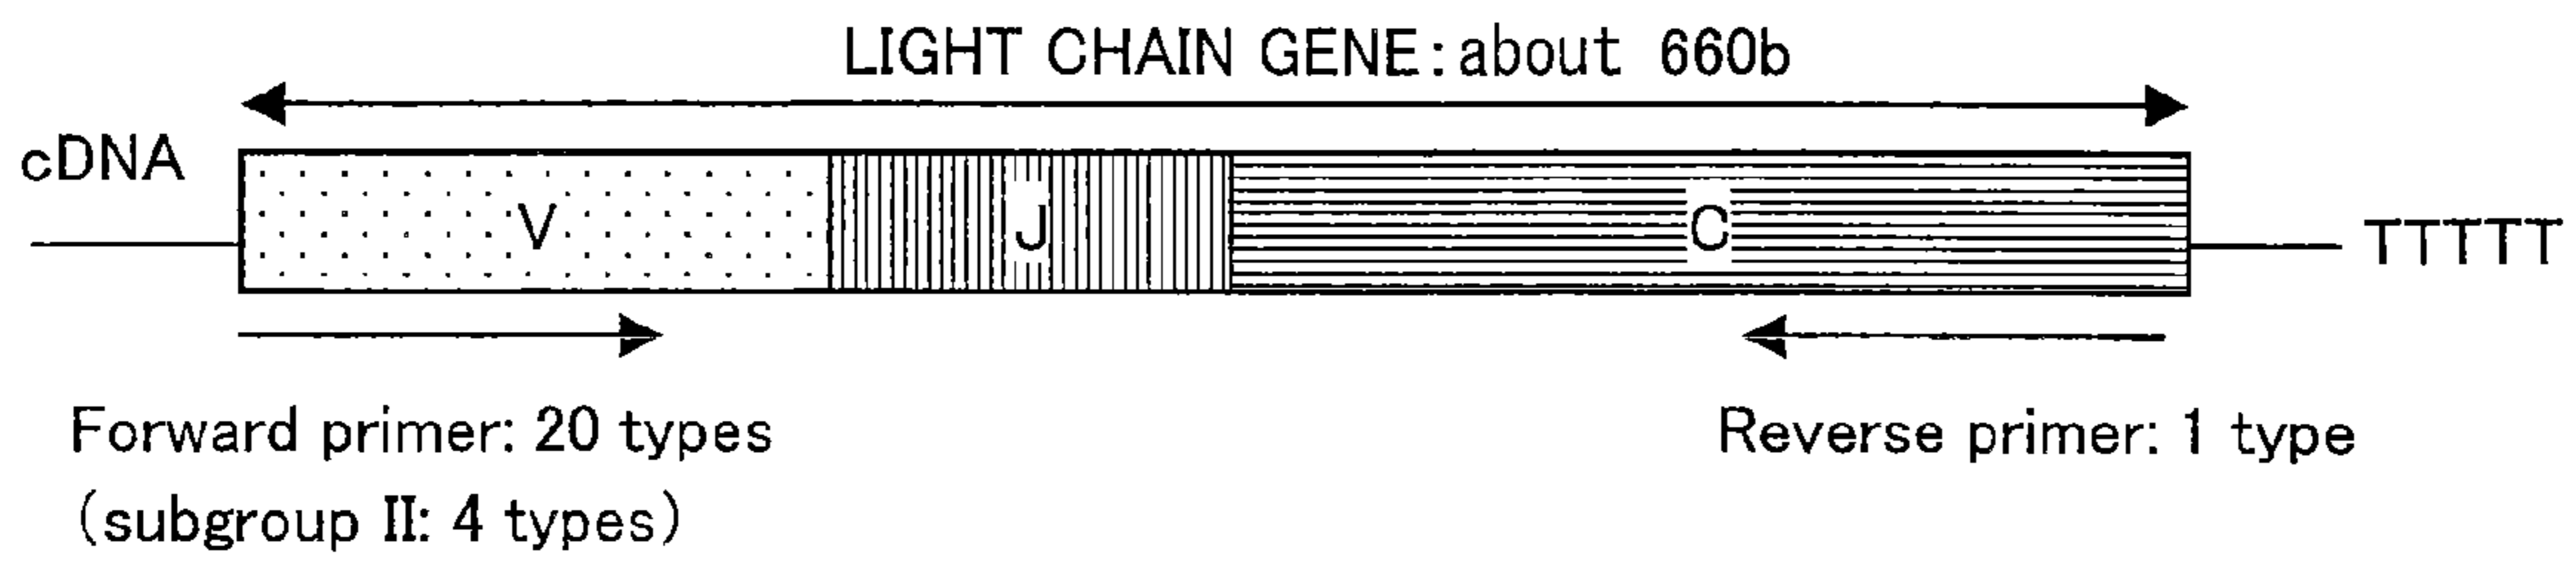 LIGHT CHAIN GENE: about 660b
cDNA
V
J
C
TTTTT
Forward primer: 20 types
(subgroup II: 4 types)
Reverse primer: 1 type